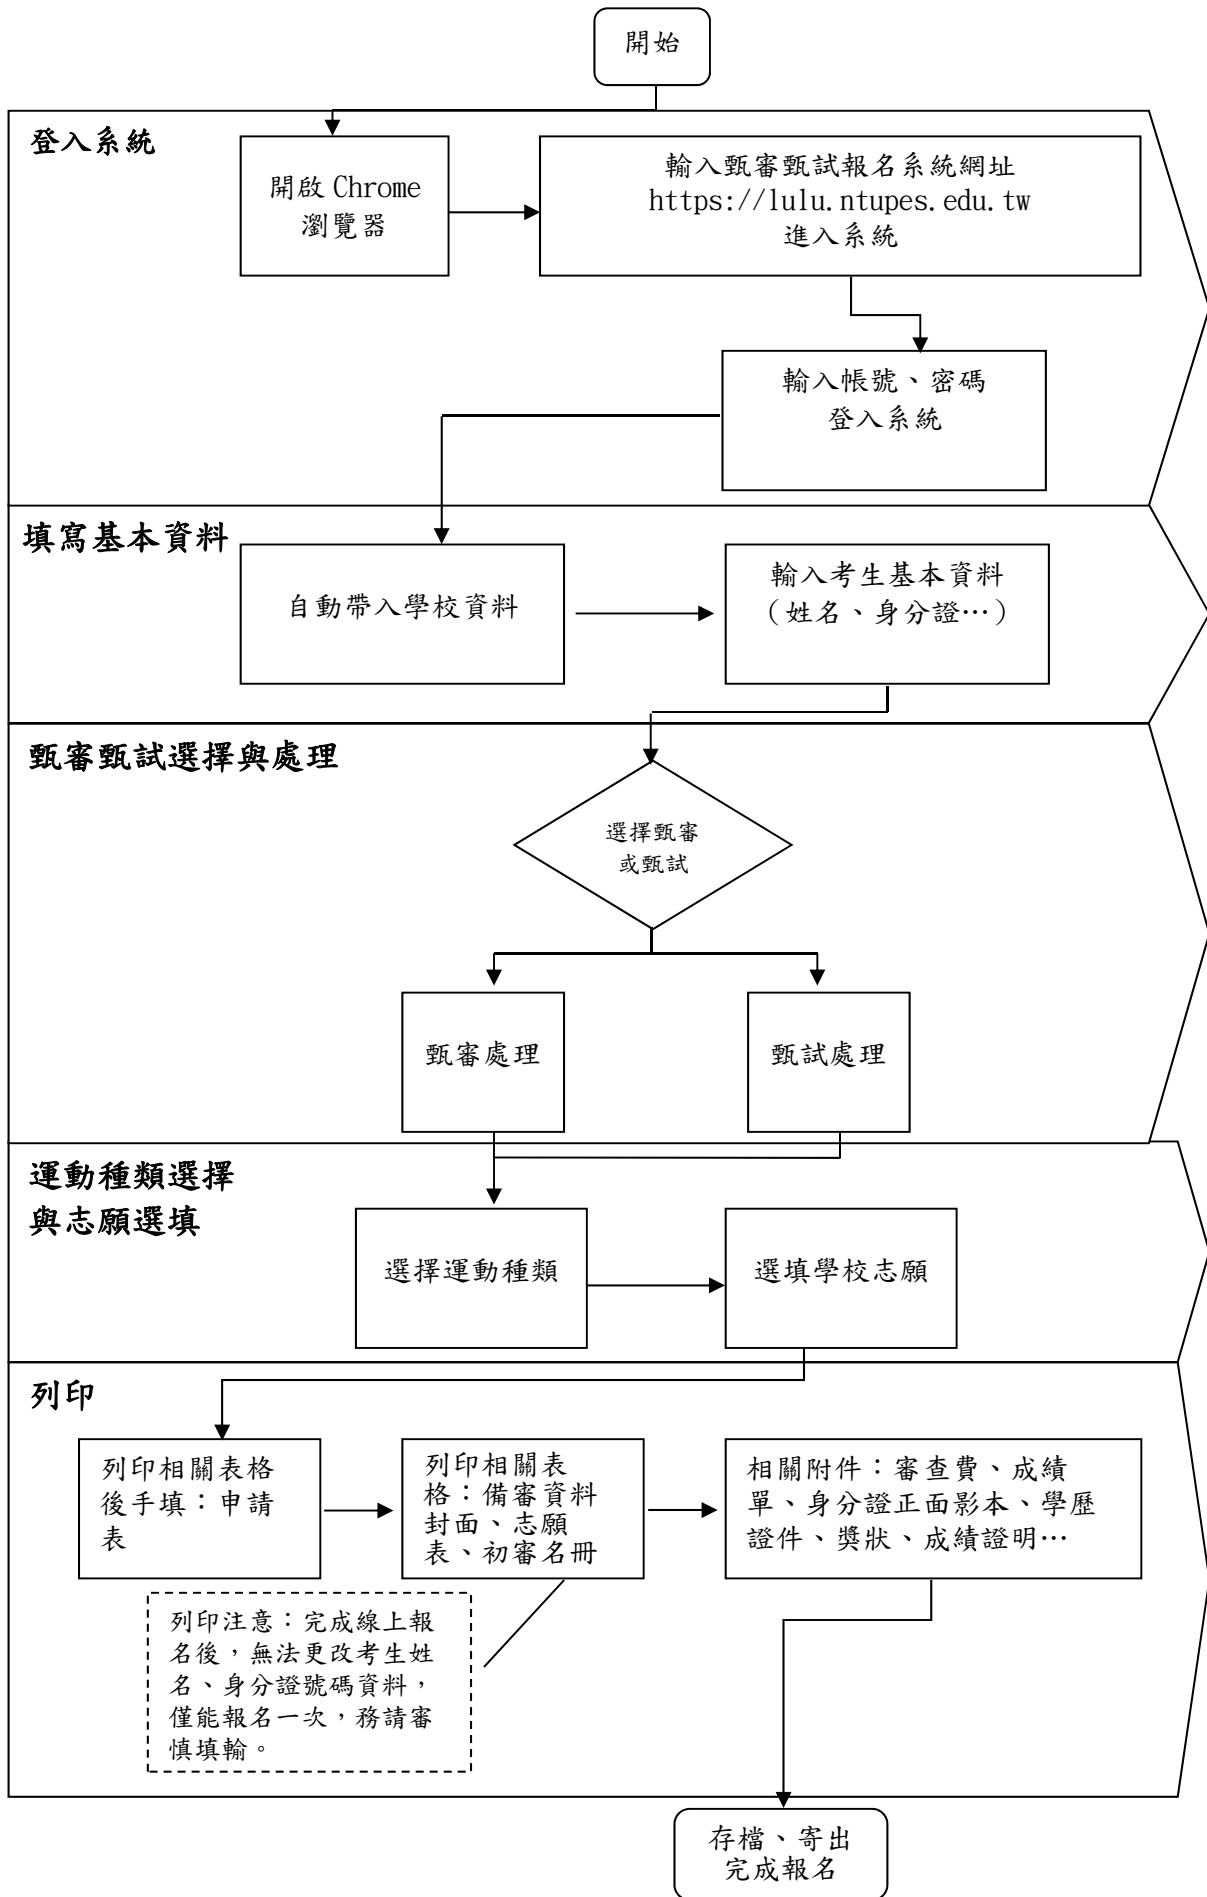 開始
登入系統
開啟 Chrome
瀏覽器
輸入甄審甄試報名系統網址
https://lulu.ntupes.edu.tw
進入系統
輸入帳號、密碼
登入系統
填寫基本資料
自動帶入學校資料
輸入考生基本資料
（姓名、身分證…）
甄審甄試選擇與處理
選擇甄審
或甄試
甄審處理
甄試處理
運動種類選擇
與志願選填
選擇運動種類
選填學校志願
列印
列印相關表格
後手填：申請
表
列印相關表
格：備審資料
封面、志願
表、初審名冊
相關附件：審查費、成績
單、身分證正面影本、學歷
證件、獎狀、成績證明…
列印注意：完成線上報
名後，無法更改考生姓
名、身分證號碼資料，
僅能報名一次，務請審
慎填輸。
存檔、寄出
完成報名